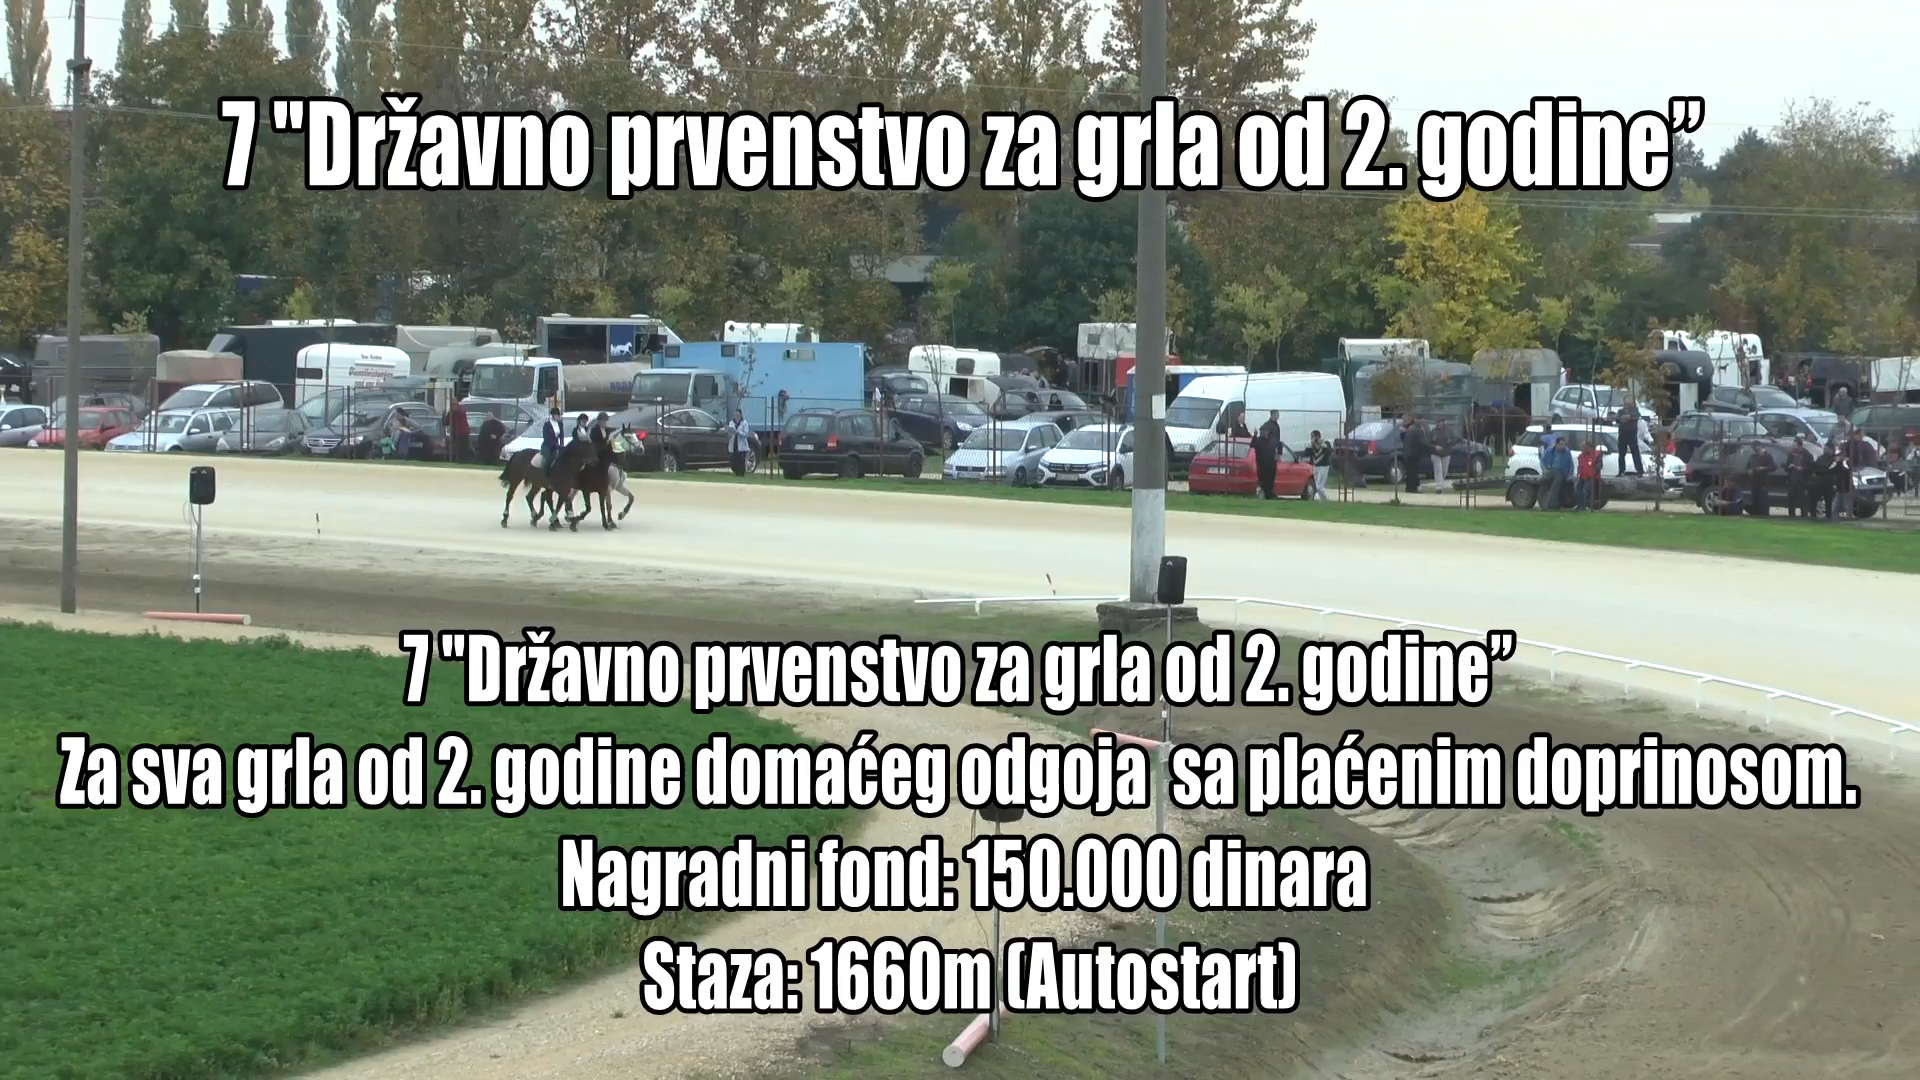 7 "Državno prvenstvo za grla od 2. godine”
7 "Državno prvenstvo za grla od 2. godine”
Za sva grla od 2. godine domaćeg odgoja  sa plaćenim doprinosom.
Nagradni fond: 150.000 dinara
Staza: 1660m (Autostart)